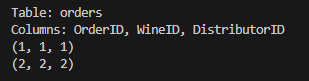 Table: orders
Columns: OrderID, WineID, DistributorID
(1, 1, 1)
(2, 2, 2)